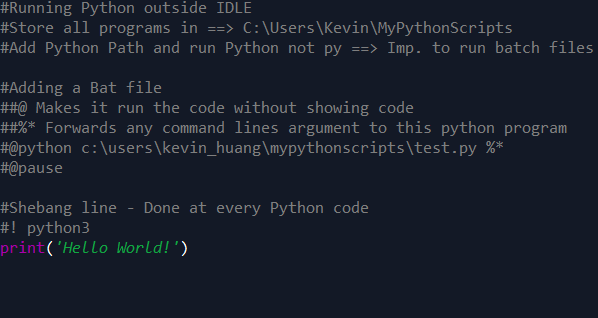 #Running Python outside IDLE
#Store all programs in ==> C:\Users\Kevin\MyPythonScripts
#Add Python Path and run Python not py ==> Imp. to run batch files
#Adding a Bat file
##@ Makes it run the code without showing code
##%* Forwards any command lines argument to this python program
#@python c:\users\kevin_huang\mypythonscripts\test.py %*
#@pause
#Shebang line - Done at every Python code
#! python3
print('Hello World!')